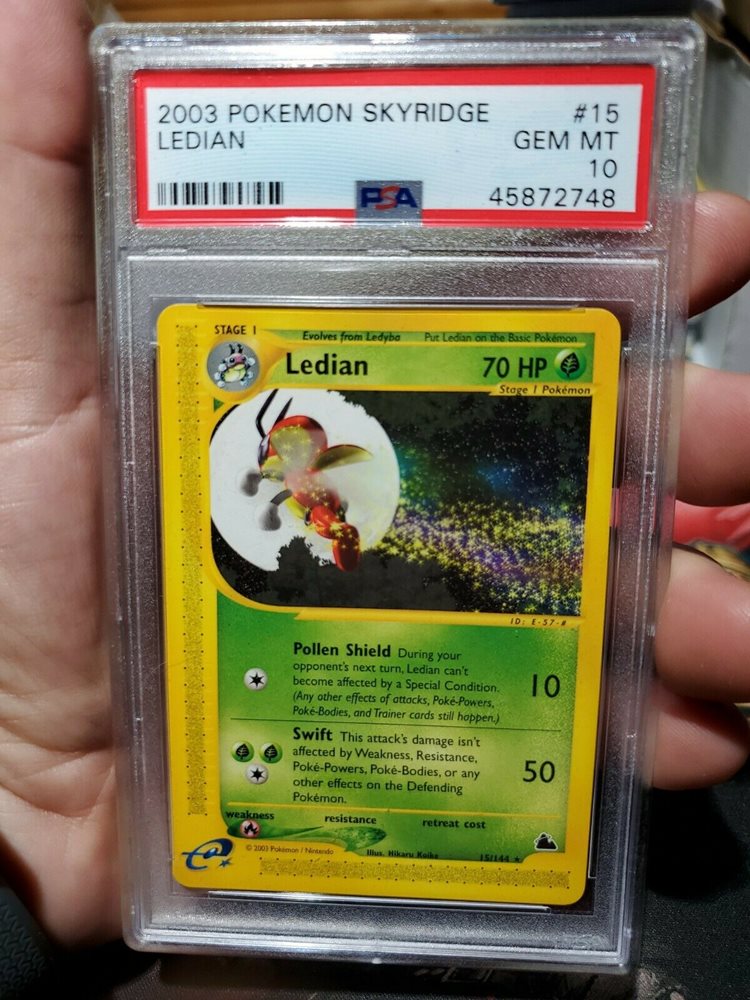 2003 POKEMON SKYRIDGE #15
LEDIAN GEM MT
10
PSA 45872748
STAGE 1 Evolves from Ledyba Put Ledian on the Basic Pokémon
Ledian 70 HP
Stage 1 Pokémon
ID: E-57-#
Pollen Shield During your
opponent's next turn, Ledian can't
become affected by a Special Condition.
(Any other effects of attacks, Poké-Powers,
Poké-Bodies, and Trainer cards still happen.)
10
Swift This attack's damage isn't
affected by Weakness, Resistance,
Poké-Powers, Poké-Bodies, or any
other effects on the Defending
Pokémon.
50
weakness resistance retreat cost
e © 2003 Pokémon / Nintendo Illus. Hikaru Koike 15/144 ★